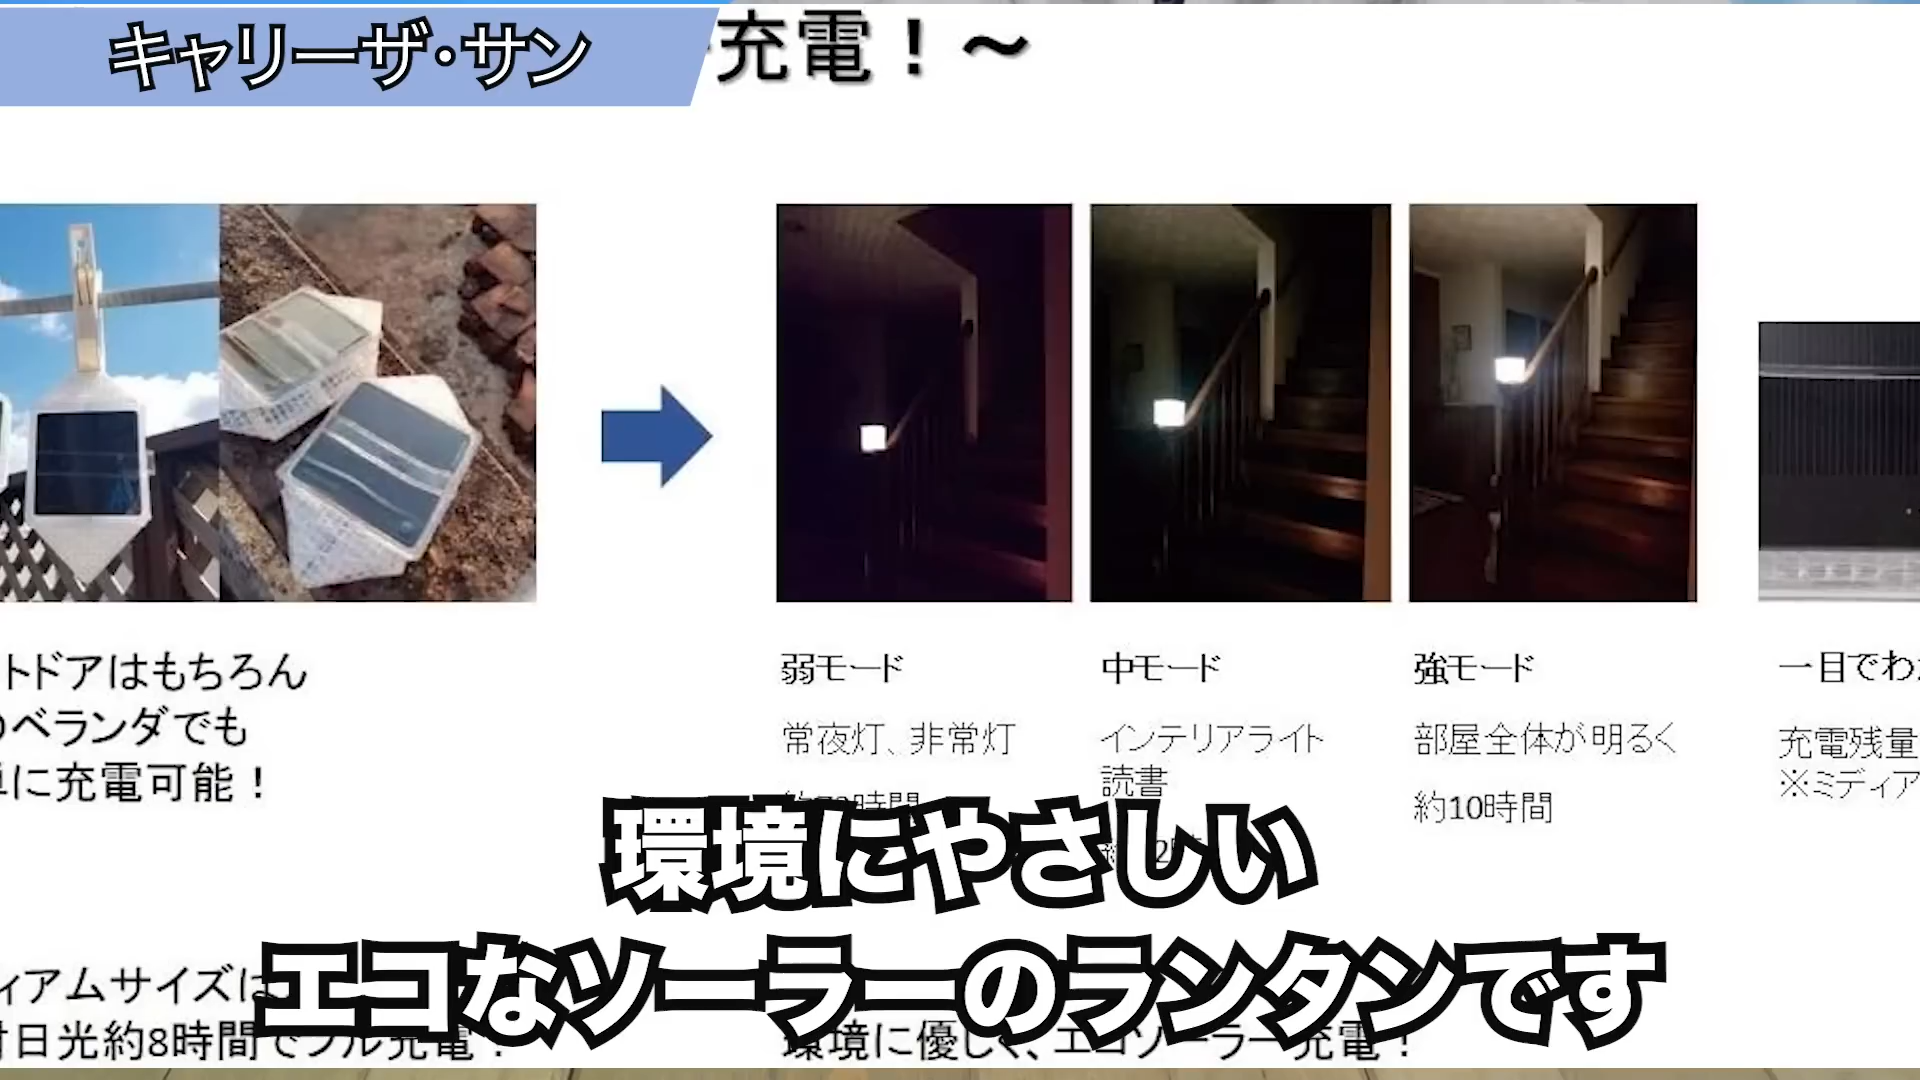 キャリーザ・サン
充電！～
トドアはもちろん
ベランダでも
に充電可能！
弱モード
常夜灯、非常灯
時間
中モード
インテリアライト
読書
強モード
部屋全体が明るく
約10時間
一目でわ
充電残量
※ミディア
環境にやさしい
エコなソーラーのランタンです
ィアムサイズは
日光約8時間でフル充電！
環境に優しく、エコソーラー充電！